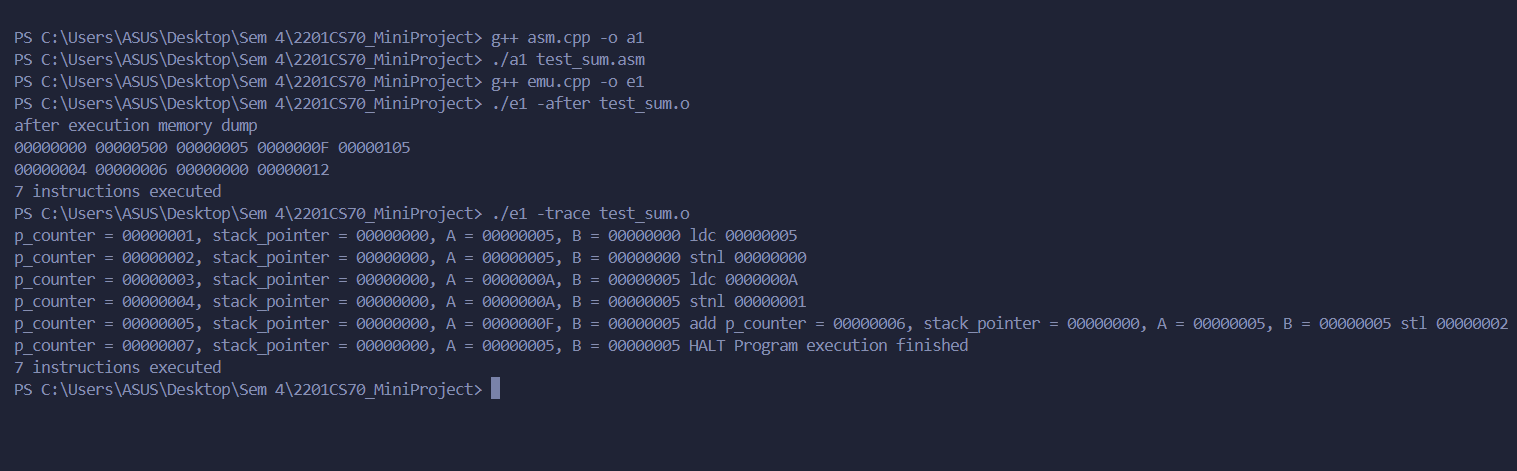 PS C:\Users\ASUS\Desktop\Sem 4\2201CS70_MiniProject> g++ asm.cpp -o a1
PS C:\Users\ASUS\Desktop\Sem 4\2201CS70_MiniProject> ./a1 test_sum.asm
PS C:\Users\ASUS\Desktop\Sem 4\2201CS70_MiniProject> g++ emu.cpp -o e1
PS C:\Users\ASUS\Desktop\Sem 4\2201CS70_MiniProject> ./e1 -after test_sum.o
after execution memory dump
00000000 00000500 00000005 0000000F 00000105
00000004 00000006 00000000 00000012
7 instructions executed
PS C:\Users\ASUS\Desktop\Sem 4\2201CS70_MiniProject> ./e1 -trace test_sum.o
p_counter = 00000001, stack_pointer = 00000000, A = 00000005, B = 00000000 ldc 00000005
p_counter = 00000002, stack_pointer = 00000000, A = 00000005, B = 00000000 stnl 00000000
p_counter = 00000003, stack_pointer = 00000000, A = 0000000A, B = 00000005 ldc 0000000A
p_counter = 00000004, stack_pointer = 00000000, A = 0000000A, B = 00000005 stnl 00000001
p_counter = 00000005, stack_pointer = 00000000, A = 0000000F, B = 00000005 add p_counter = 00000006, stack_pointer = 00000000, A = 00000005, B = 00000005 stl 00000002
p_counter = 00000007, stack_pointer = 00000000, A = 00000005, B = 00000005 HALT Program execution finished
7 instructions executed
PS C:\Users\ASUS\Desktop\Sem 4\2201CS70_MiniProject>